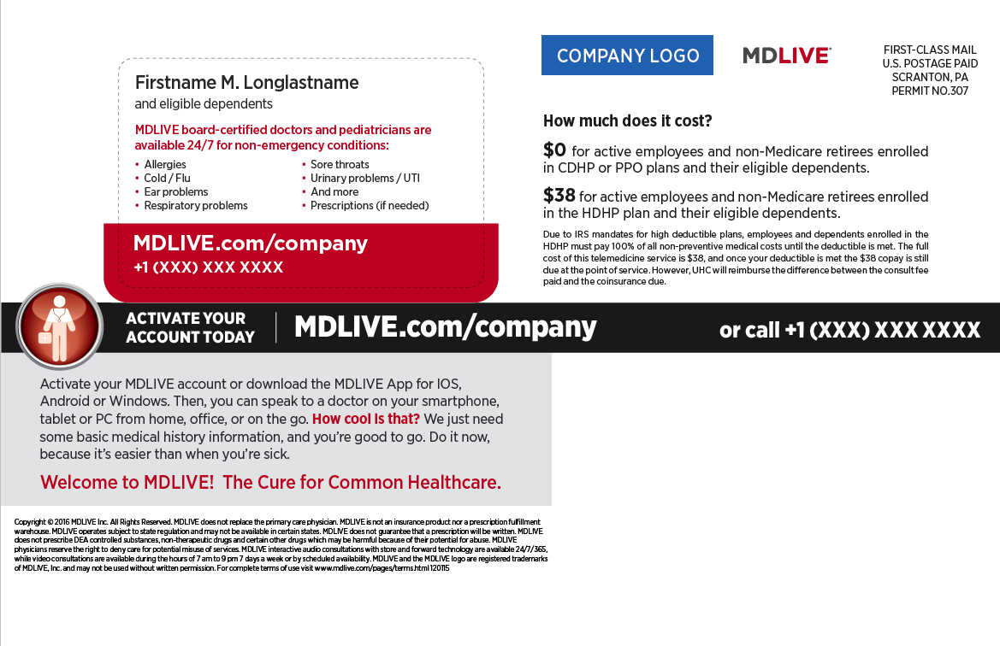 Firstname M. Longlastname
and eligible dependents
MDLIVE board-certified doctors and pediatricians are
available 24/7 for non-emergency conditions:
• Allergies
• Cold / Flu
• Ear problems
• Respiratory problems
• Sore throats
• Urinary problems / UTI
• And more
• Prescriptions (if needed)
MDLIVE.com/company
+1 (XXX) XXX XXXX
COMPANY LOGO
MDLIVE
FIRST-CLASS MAIL
U.S. POSTAGE PAID
SCRANTON, PA
PERMIT NO.307
How much does it cost?
$0 for active employees and non-Medicare retirees enrolled
in CDHP or PPO plans and their eligible dependents.
$38 for active employees and non-Medicare retirees enrolled
in the HDHP plan and their eligible dependents.
Due to IRS mandates for high deductible plans, employees and dependents enrolled in the
HDHP must pay 100% of all non-preventive medical costs until the deductible is met. The full
cost of this telemedicine service is $38, and once your deductible is met the $38 copay is still
due at the point of service. However, UHC will reimburse the difference between the consult fee
paid and the coinsurance due.
ACTIVATE YOUR
ACCOUNT TODAY
MDLIVE.com/company
or call +1 (XXX) XXX XXXX
Activate your MDLIVE account or download the MDLIVE App for IOS,
Android or Windows. Then, you can speak to a doctor on your smartphone,
tablet or PC from home, office, or on the go. How cool is that? We just need
some basic medical history information, and you're good to go. Do it now,
because it's easier than when you're sick.
Welcome to MDLIVE! The Cure for Common Healthcare.
Copyright © 2016 MDLIVE Inc. All Rights Reserved. MDLIVE does not replace the primary care physician. MDLIVE is not an insurance product nor a prescription fulfillment
warehouse. MDLIVE operates subject to state regulation and may not be available in certain states. MDLIVE does not guarantee that a prescription will be written. MDLIVE
does not prescribe DEA controlled substances, non-therapeutic drugs and certain other drugs which may be harmful because of their potential for abuse. MDLIVE
physicians reserve the right to deny care for potential misuse of services. MDLIVE interactive audio consultations with store and forward technology are available 24/7/365,
while video consultations are available during the hours of 7 am to 9 pm 7 days a week or by scheduled availability. MDLIVE and the MDLIVE logo are registered trademarks
of MDLIVE, Inc. and may not be used without written permission. For complete terms of use visit www.mdlive.com/pages/terms.html 120115